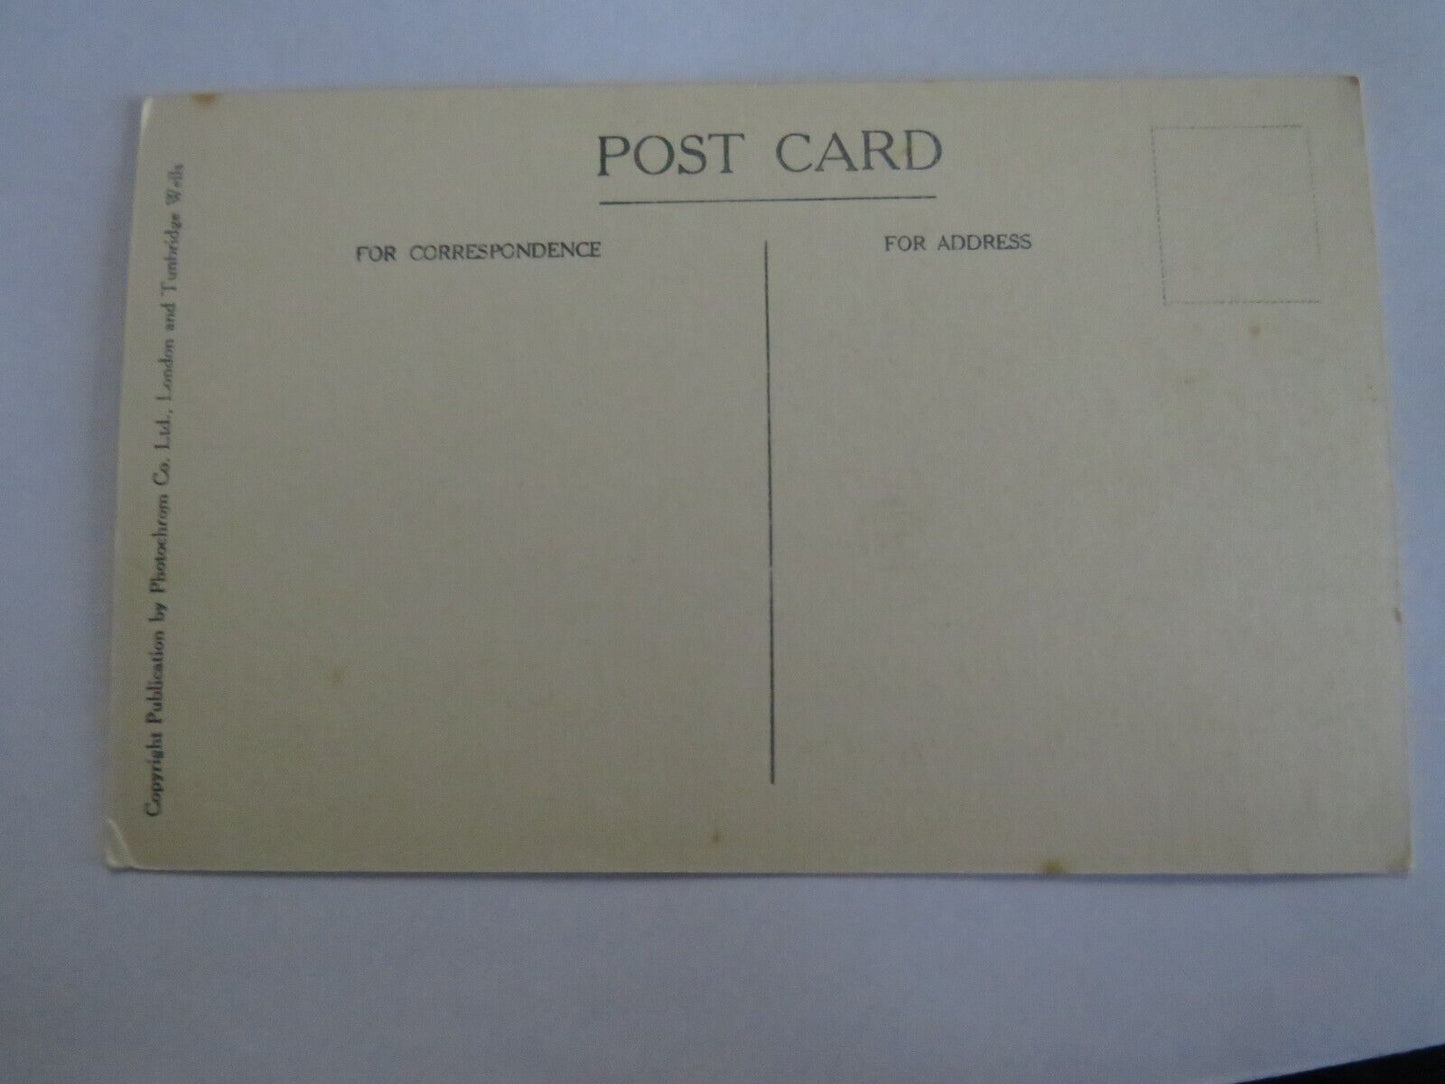 POST CARD
FOR CORRESPONDENCE
FOR ADDRESS
Copyright Publication by Photochrom Co. Ltd., London and Tunbridge Wells